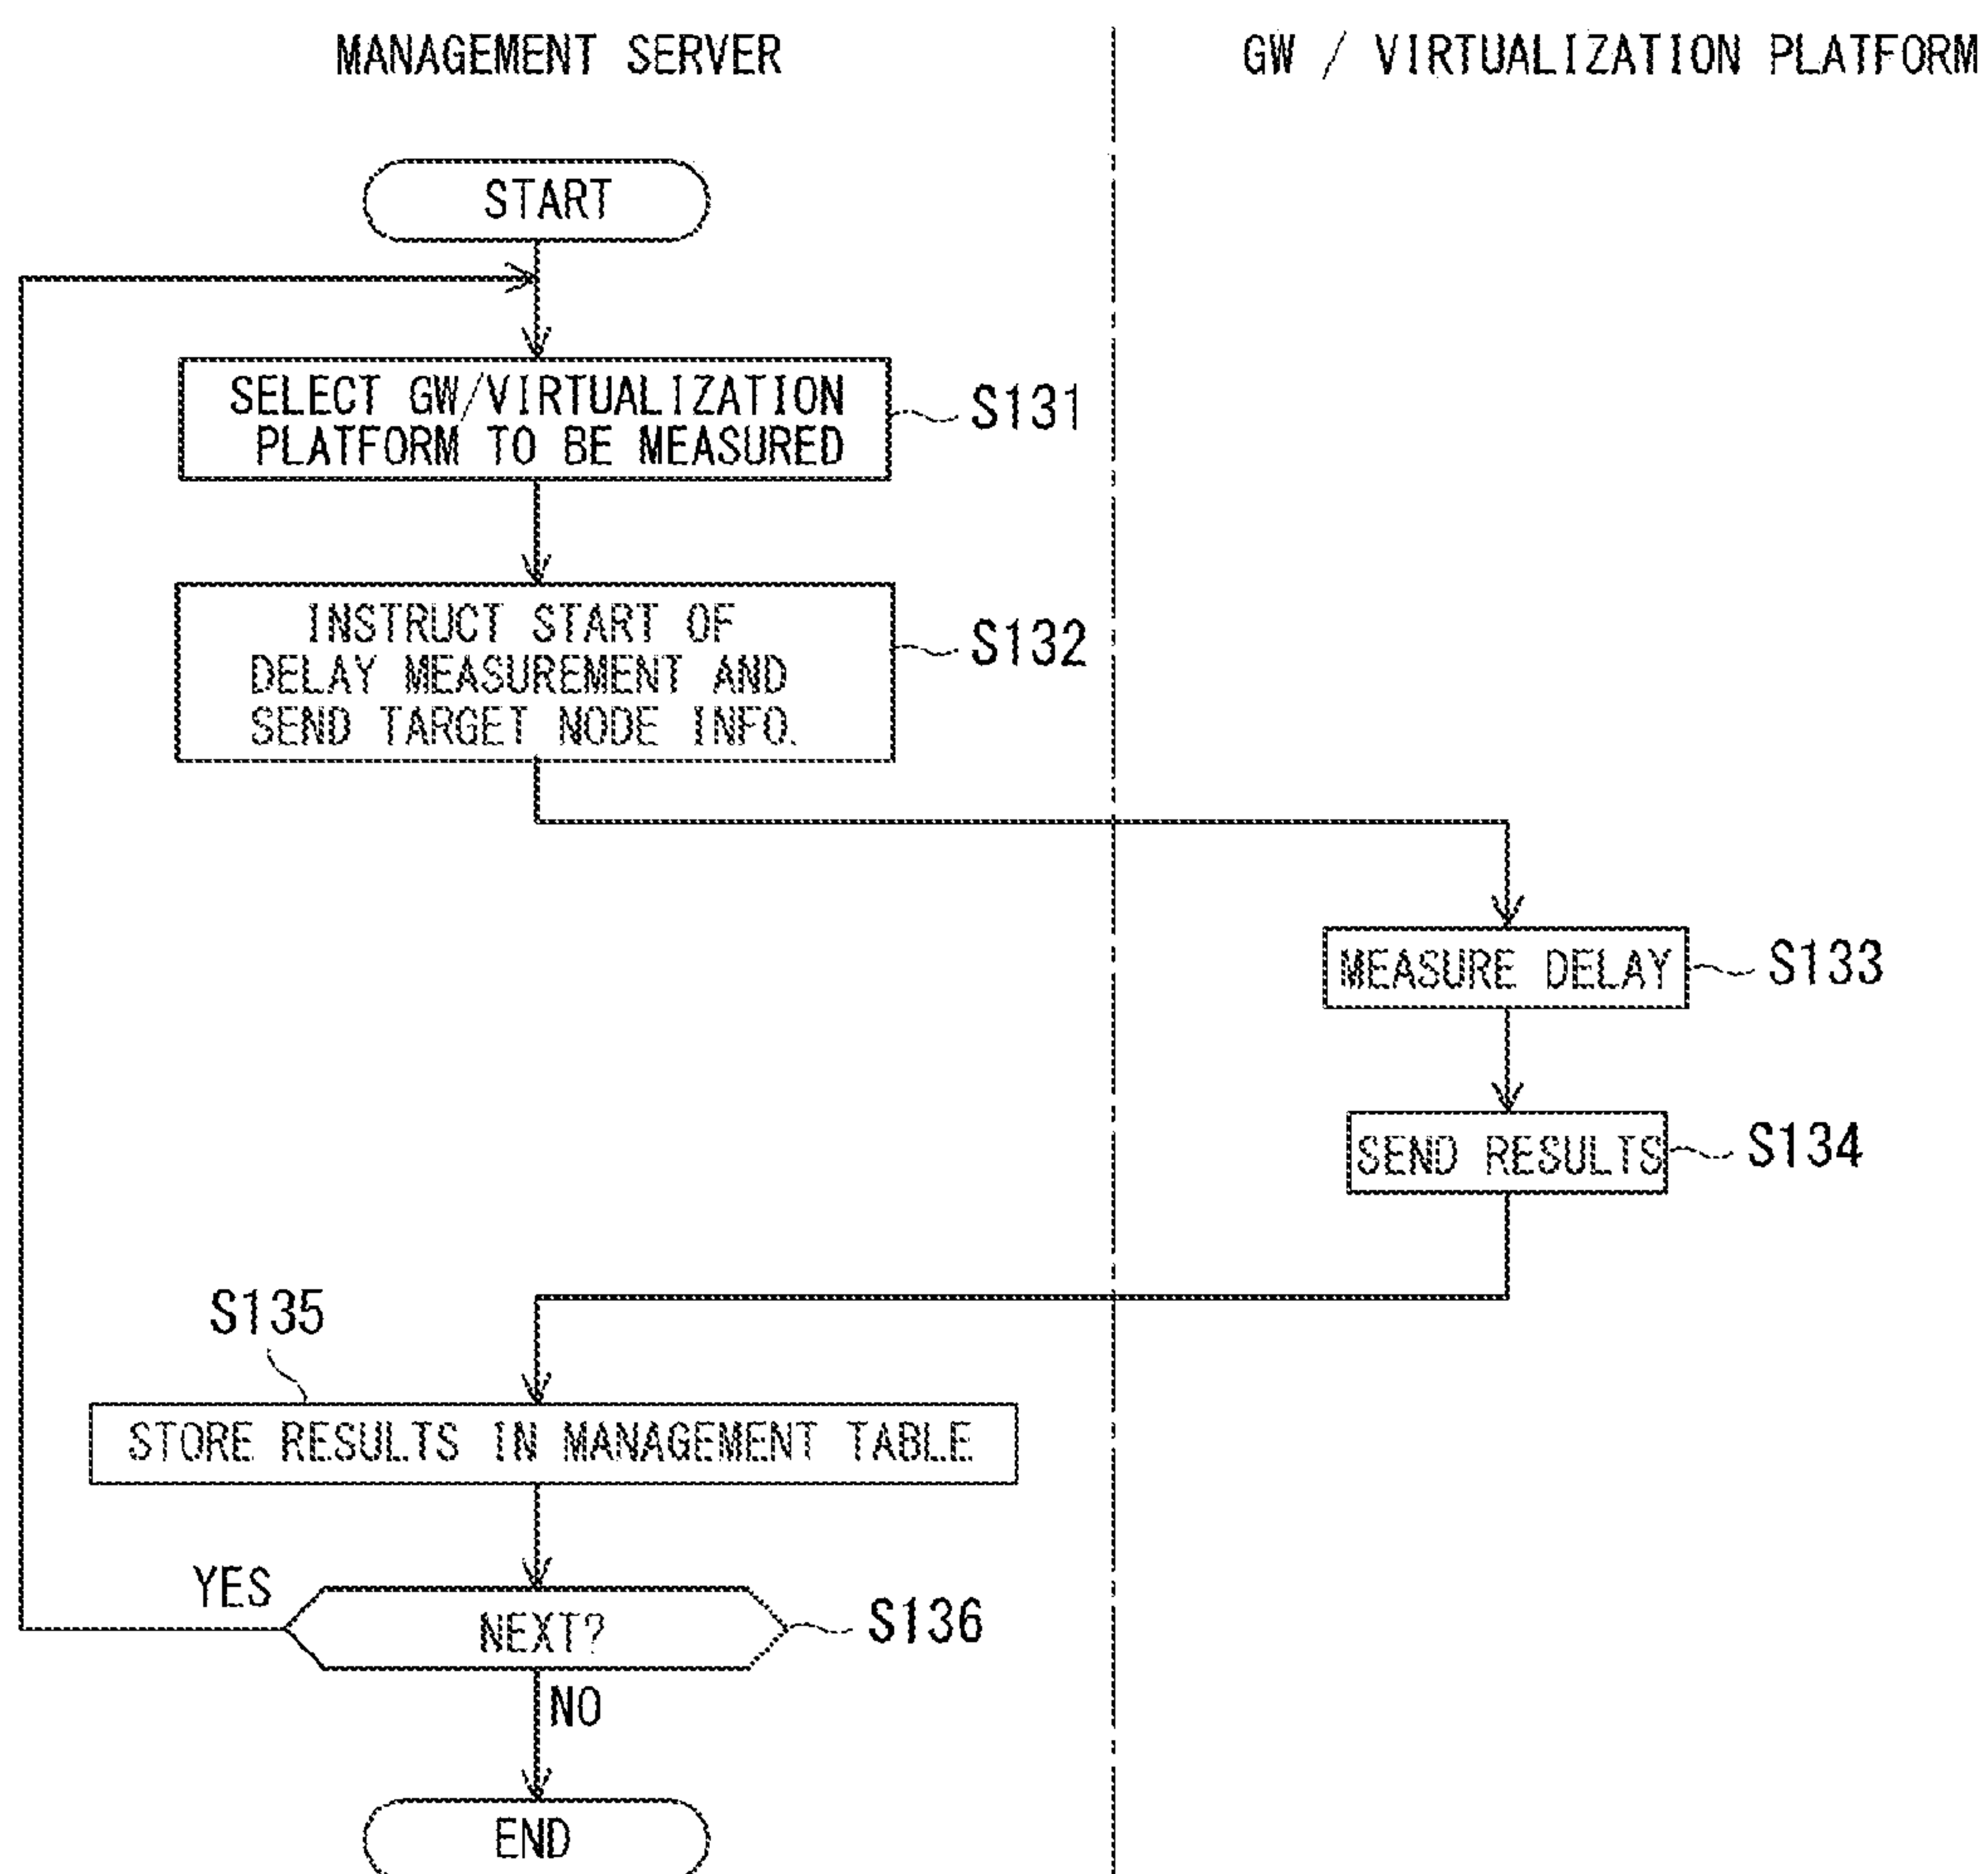 MANAGEMENT SERVER
GW / VIRTUALIZATION PLATFORM
START
SELECT GW/VIRTUALIZATION
PLATFORM TO BE MEASURED
S131
INSTRUCT START OF
DELAY MEASUREMENT AND
SEND TARGET NODE INFO.
S132
MEASURE DELAY
S133
SEND RESULTS
S134
S135
STORE RESULTS IN MANAGEMENT TABLE
YES
NEXT?
S136
NO
END